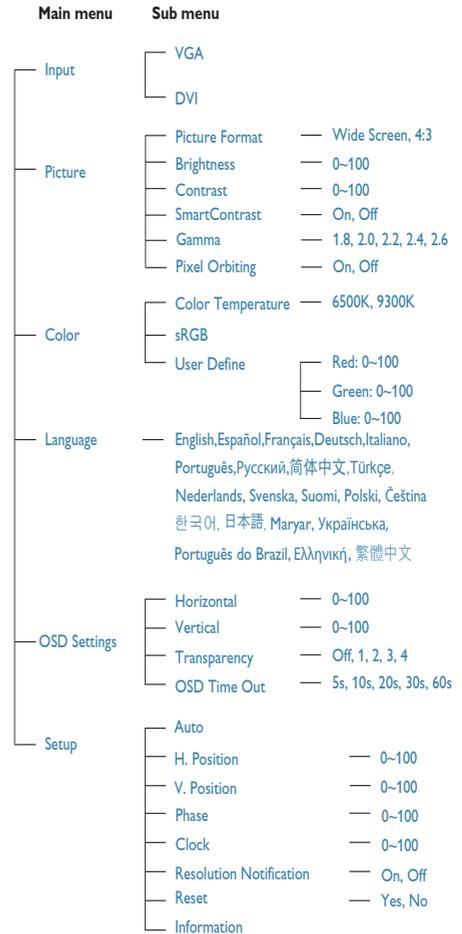 Main menu Sub menu
VGA
Input
DVI
Picture Format Wide Screen, 4:3
Picture
Brightness 0~100
Contrast 0~100
SmartContrast On, Off
Gamma 1.8, 2.0, 2.2, 2.4, 2.6
Pixel Orbiting On, Off
Color Temperature 6500K, 9300K
Color sRGB
User Define Red: 0~100
Green: 0~100
Blue: 0~100
Language English,Español,Français,Deutsch,Italiano,
Português,Русский,简体中文,Türkçe,
Nederlands, Svenska, Suomi, Polski, Čeština
한국어, 日本語, Maryar, Українська,
Português do Brazil, Ελληνική, 繁體中文
Horizontal 0~100
Vertical 0~100
OSD Settings
Transparency Off, 1, 2, 3, 4
OSD Time Out 5s, 10s, 20s, 30s, 60s
Auto
Setup
H. Position 0~100
V. Position 0~100
Phase 0~100
Clock 0~100
Resolution Notification On, Off
Reset Yes, No
Information